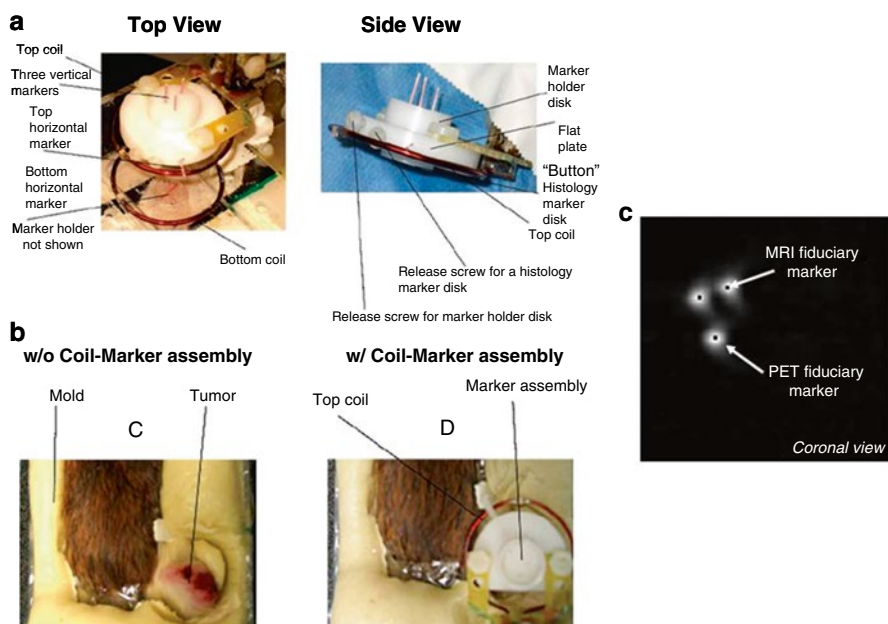 a
Top View
Side View
Top coil
Three vertical
markers
Top
horizontal
marker
Bottom
horizontal
marker
Marker holder
not shown
Bottom coil
Marker
holder
disk
Flat
plate
“Button”
Histology
marker
disk
Top coil
Release screw for a histology
marker disk
Release screw for marker holder disk
b
w/o Coil-Marker assembly
w/ Coil-Marker assembly
Mold
Tumor
C
Top coil
Marker assembly
D
c
MRI fiduciary
marker
PET fiduciary
marker
Coronal view